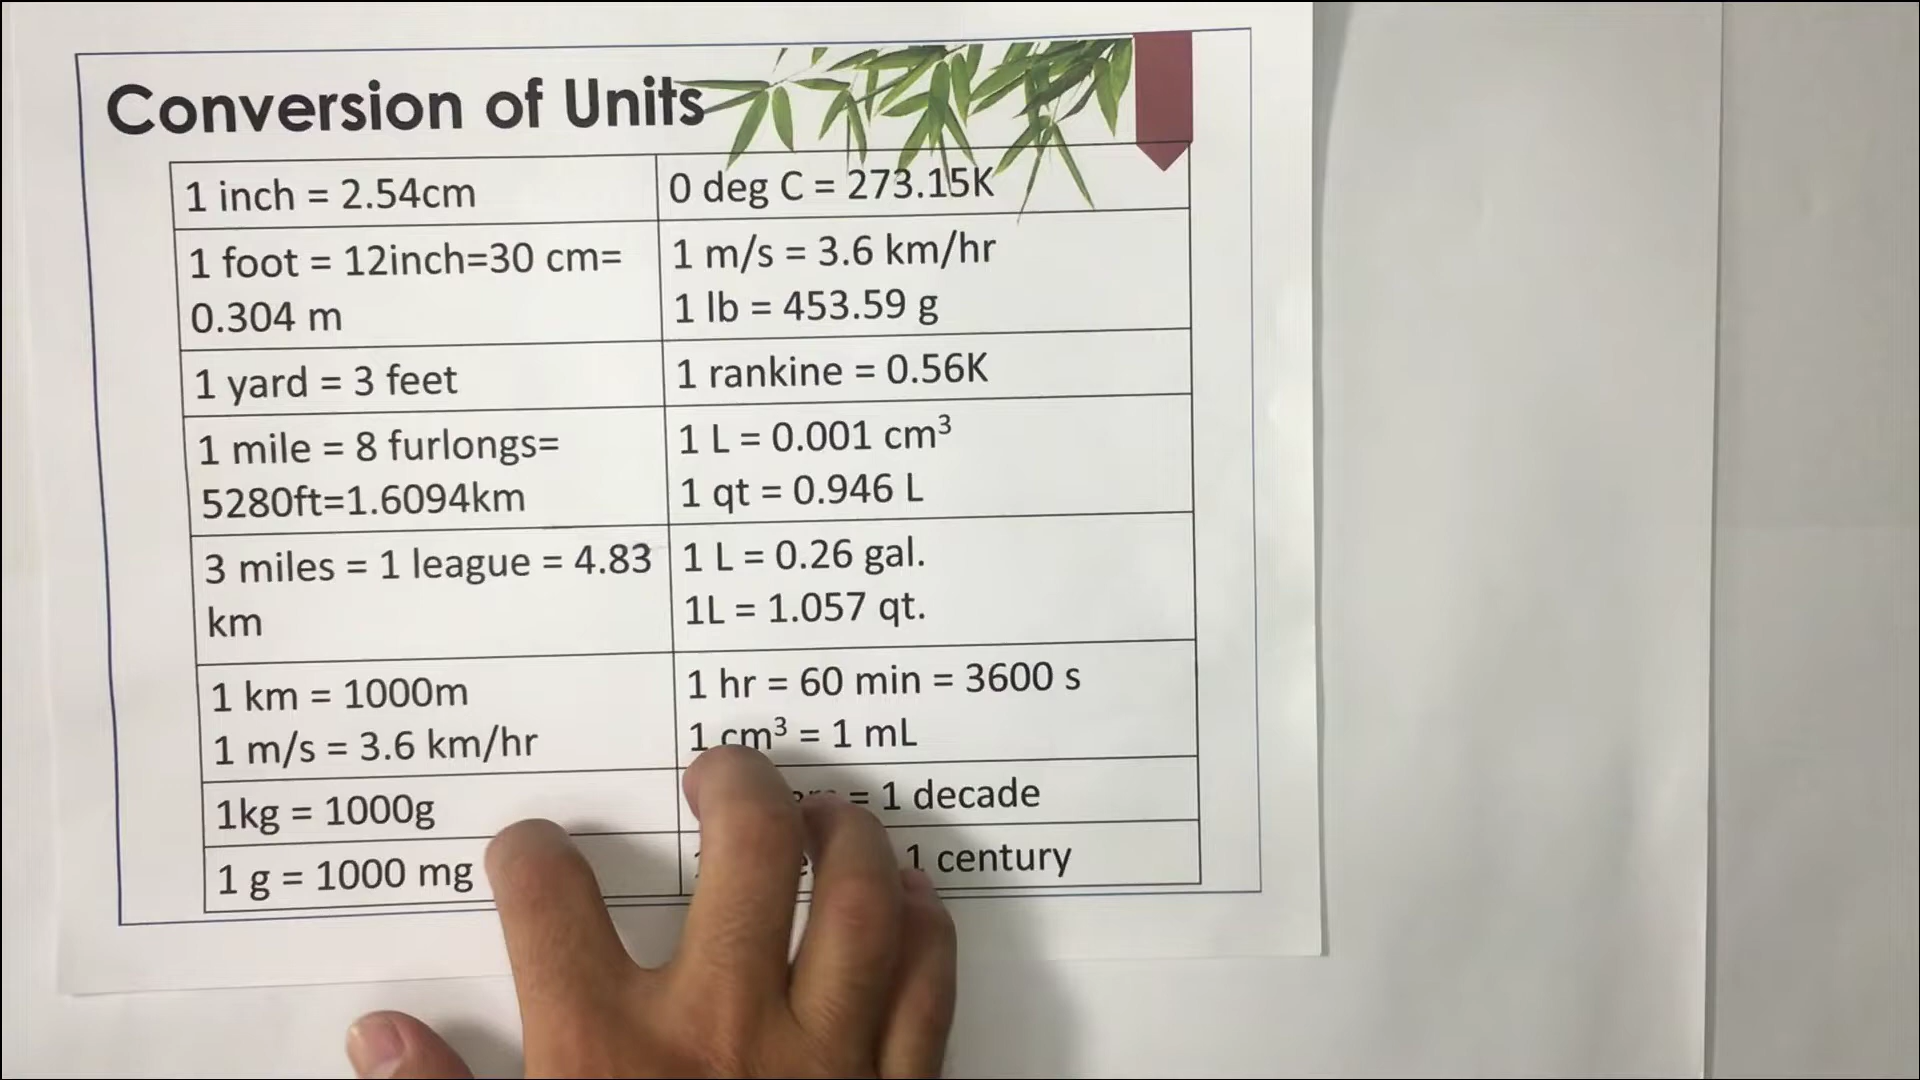 Conversion of Units
1 inch = 2.54cm
0 deg C = 273.15K
1 foot = 12inch=30 cm=
0.304 m
1 m/s = 3.6 km/hr
1 lb = 453.59 g
1 yard = 3 feet
1 rankine = 0.56K
1 mile = 8 furlongs=
5280ft=1.6094km
1 L = 0.001 cm³
1 qt = 0.946 L
3 miles = 1 league = 4.83
km
1 L = 0.26 gal.
1L = 1.057 qt.
1 km = 1000m
1 m/s = 3.6 km/hr
1 hr = 60 min = 3600 s
1 cm³ = 1 mL
1kg = 1000g
= 1 decade
1 g = 1000 mg
1 century